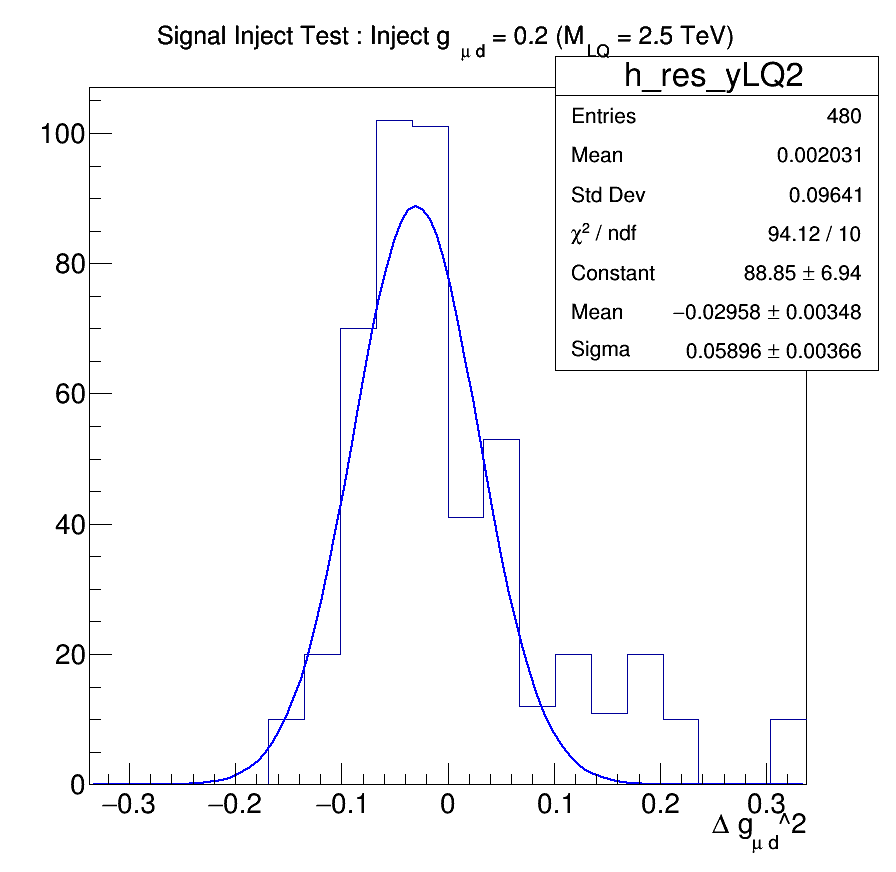 Signal Inject Test : Inject g μ d = 0.2 (M LQ = 2.5 TeV)
h_res_yLQ2
Entries 480
Mean 0.002031
Std Dev 0.09641
χ² / ndf 94.12 / 10
Constant 88.85 ± 6.94
Mean −0.02958 ± 0.00348
Sigma 0.05896 ± 0.00366
100
80
60
40
20
0
−0.3 −0.2 −0.1 0 0.1 0.2 0.3
Δ g μ d ^2